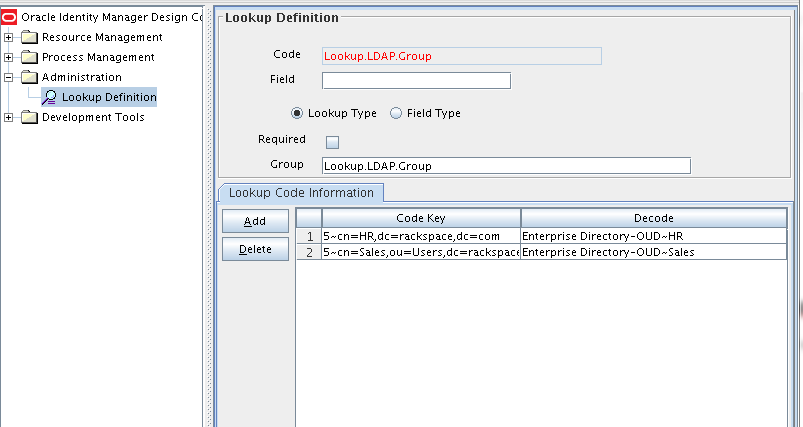 Oracle Identity Manager Design Co
Resource Management
Process Management
Administration
Lookup Definition
Development Tools
Lookup Definition
Code Lookup.LDAP.Group
Field
Lookup Type Field Type
Required
Group Lookup.LDAP.Group
Lookup Code Information
Add
Delete
Code Key Decode
1 5~cn=HR,dc=rackspace,dc=com Enterprise Directory-OUD~HR
2 5~cn=Sales,ou=Users,dc=rackspace Enterprise Directory-OUD~Sales